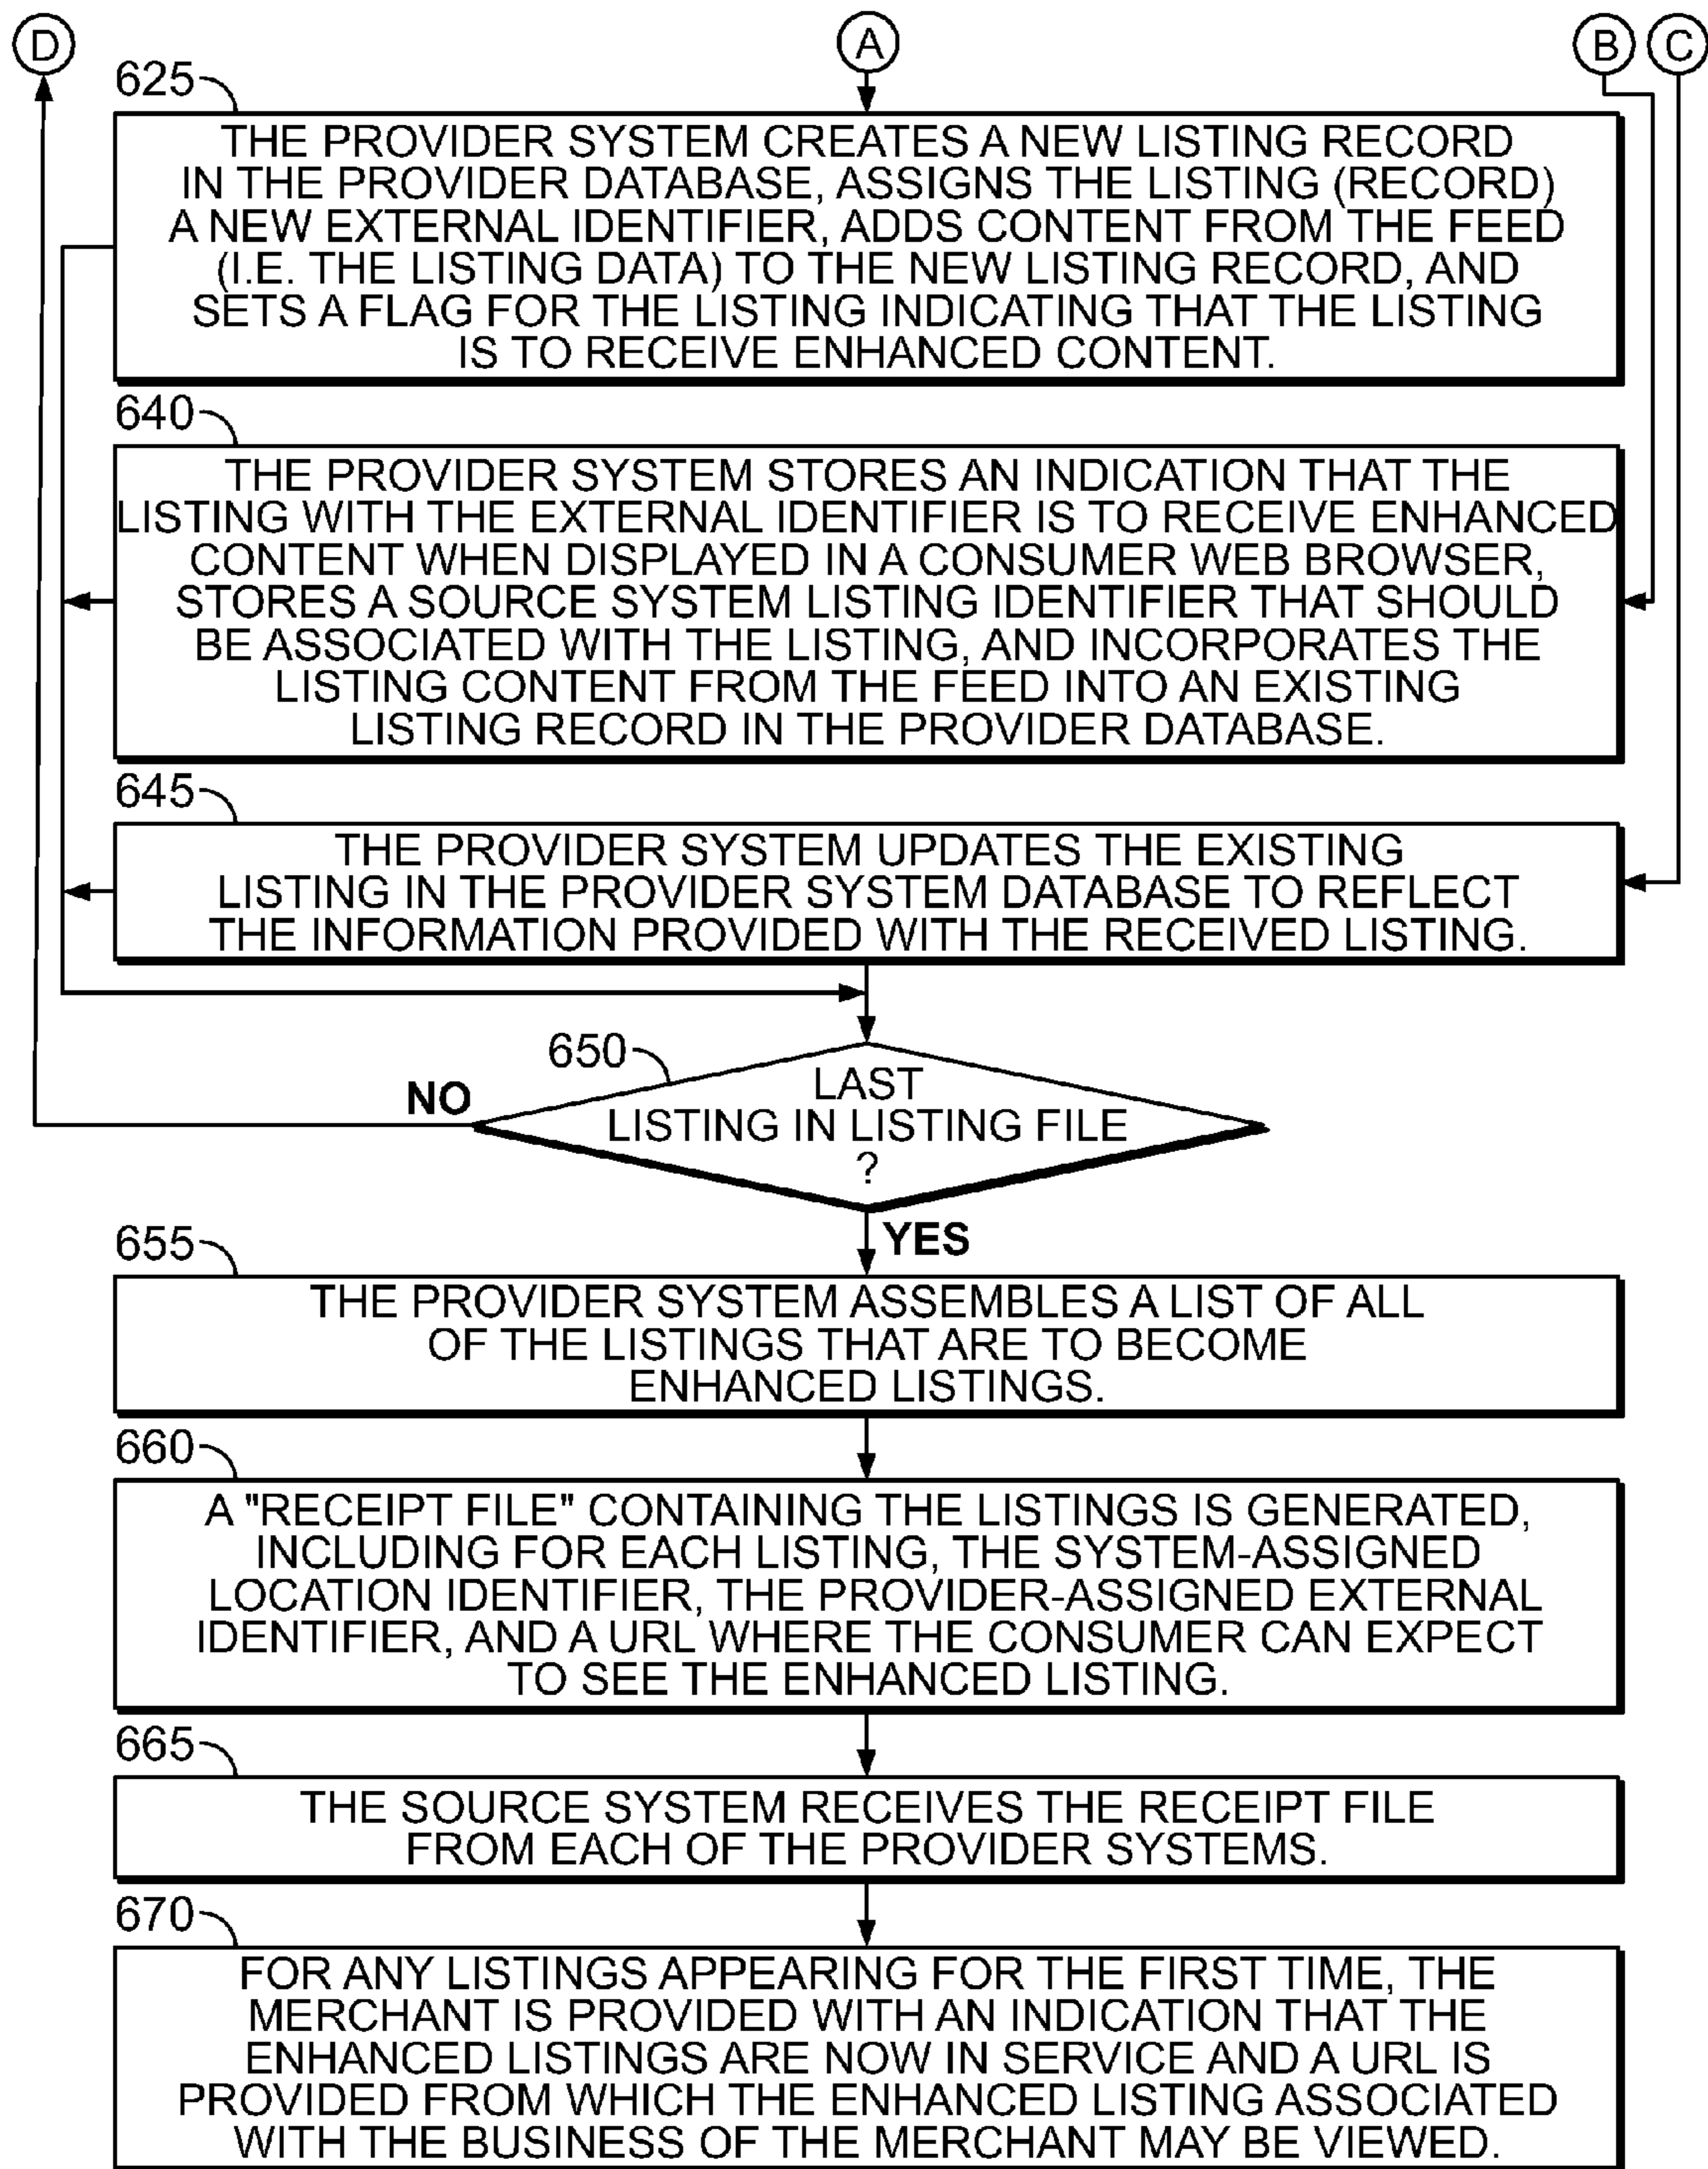 D
A
B
C
625
THE PROVIDER SYSTEM CREATES A NEW LISTING RECORD
IN THE PROVIDER DATABASE, ASSIGNS THE LISTING (RECORD)
A NEW EXTERNAL IDENTIFIER, ADDS CONTENT FROM THE FEED
(I.E. THE LISTING DATA) TO THE NEW LISTING RECORD, AND
SETS A FLAG FOR THE LISTING INDICATING THAT THE LISTING
IS TO RECEIVE ENHANCED CONTENT.
640
THE PROVIDER SYSTEM STORES AN INDICATION THAT THE
LISTING WITH THE EXTERNAL IDENTIFIER IS TO RECEIVE ENHANCED
CONTENT WHEN DISPLAYED IN A CONSUMER WEB BROWSER,
STORES A SOURCE SYSTEM LISTING IDENTIFIER THAT SHOULD
BE ASSOCIATED WITH THE LISTING, AND INCORPORATES THE
LISTING CONTENT FROM THE FEED INTO AN EXISTING
LISTING RECORD IN THE PROVIDER DATABASE.
645
THE PROVIDER SYSTEM UPDATES THE EXISTING
LISTING IN THE PROVIDER SYSTEM DATABASE TO REFLECT
THE INFORMATION PROVIDED WITH THE RECEIVED LISTING.
650
LAST
LISTING IN LISTING FILE
?
NO
YES
655
THE PROVIDER SYSTEM ASSEMBLES A LIST OF ALL
OF THE LISTINGS THAT ARE TO BECOME
ENHANCED LISTINGS.
660
A "RECEIPT FILE" CONTAINING THE LISTINGS IS GENERATED,
INCLUDING FOR EACH LISTING, THE SYSTEM-ASSIGNED
LOCATION IDENTIFIER, THE PROVIDER-ASSIGNED EXTERNAL
IDENTIFIER, AND A URL WHERE THE CONSUMER CAN EXPECT
TO SEE THE ENHANCED LISTING.
665
THE SOURCE SYSTEM RECEIVES THE RECEIPT FILE
FROM EACH OF THE PROVIDER SYSTEMS.
670
FOR ANY LISTINGS APPEARING FOR THE FIRST TIME, THE
MERCHANT IS PROVIDED WITH AN INDICATION THAT THE
ENHANCED LISTINGS ARE NOW IN SERVICE AND A URL IS
PROVIDED FROM WHICH THE ENHANCED LISTING ASSOCIATED
WITH THE BUSINESS OF THE MERCHANT MAY BE VIEWED.